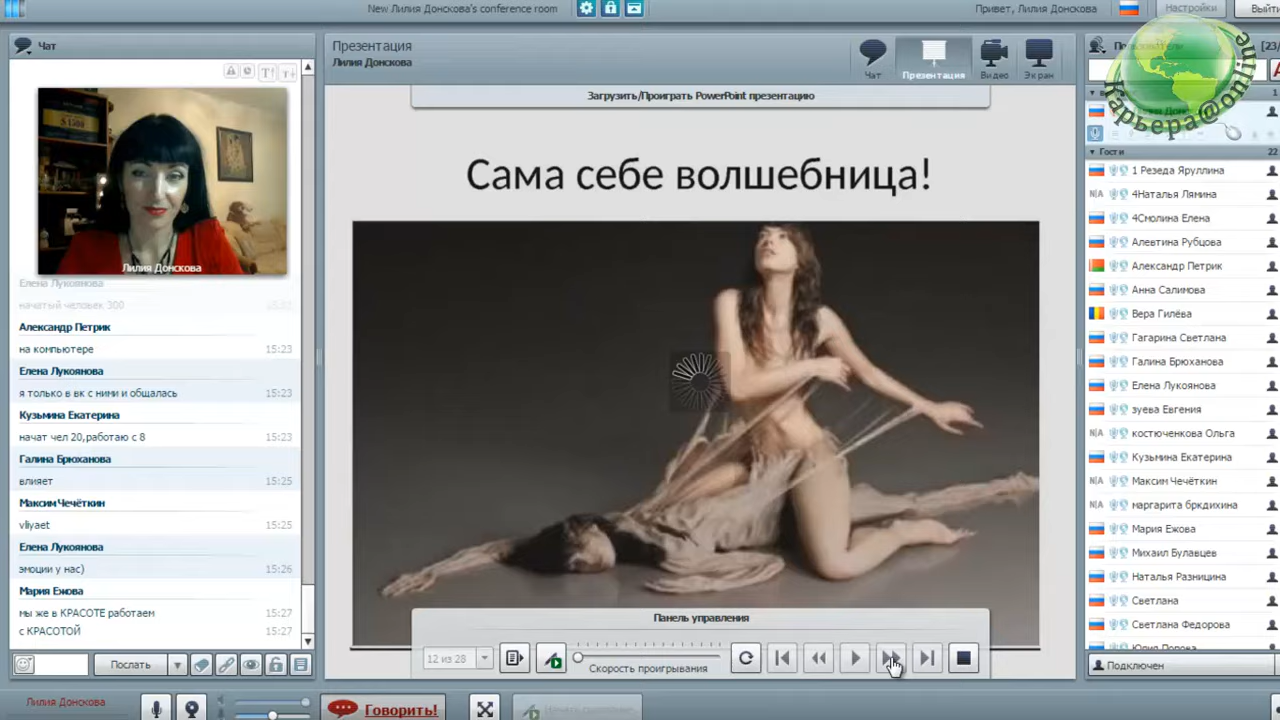 New Лилия Донскова's conference room
Привет, Лилия Донскова
Настройки
Чат
Лилия Донскова
Елена Лукоянова
начатый человек 300
Александр Петрик
на компьютере 15:23
Елена Лукоянова
я только в вк с ними и общалась 15:23
Кузьмина Екатерина
начат чел 20,работаю с 8 15:23
Галина Брюханова
влияет 15:25
Максим Чечёткин
vliyaet 15:25
Елена Лукоянова
эмоции у нас) 15:26
Мария Ежова
мы же в КРАСОТЕ работаем 15:27
с КРАСОТОЙ 15:27
Послать
Лилия Донскова
Говорить!
Презентация
Лилия Донскова
Чат
Презентация
Видео
Экран
Загрузить/Проиграть PowerPoint презентацию
Сама себе волшебница!
Панель управления
12 из 28
Скорость проигрывания
Карьера@online
Гости 22
1 Резеда Яруллина
N/A 4Наталья Лямина
4Смолина Елена
Алевтина Рубцова
Александр Петрик
Анна Салимова
Вера Гилёва
Гагарина Светлана
Галина Брюханова
Елена Лукоянова
зуева Евгения
N/A костюченкова Ольга
Кузьмина Екатерина
N/A Максим Чечёткин
N/A маргарита бркдихина
Мария Ежова
Михаил Булавцев
Наталья Разницина
Светлана
Светлана Федорова
Подключен